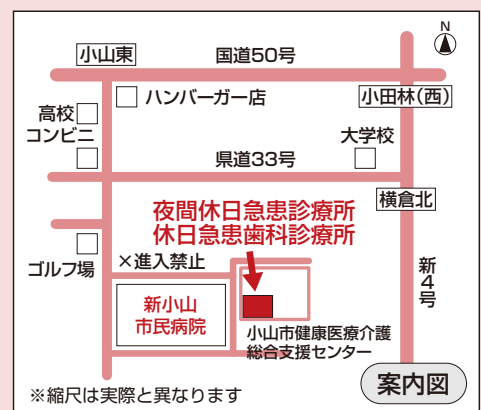 N
小山東
国道50号
ハンバーガー店
小田林(西)
高校
コンビニ
大学校
県道33号
横倉北
夜間休日急患診療所
休日急患歯科診療所
ゴルフ場
×進入禁止
新4号
新小山
市民病院
小山市健康医療介護
総合支援センター
※縮尺は実際と異なります
案内図